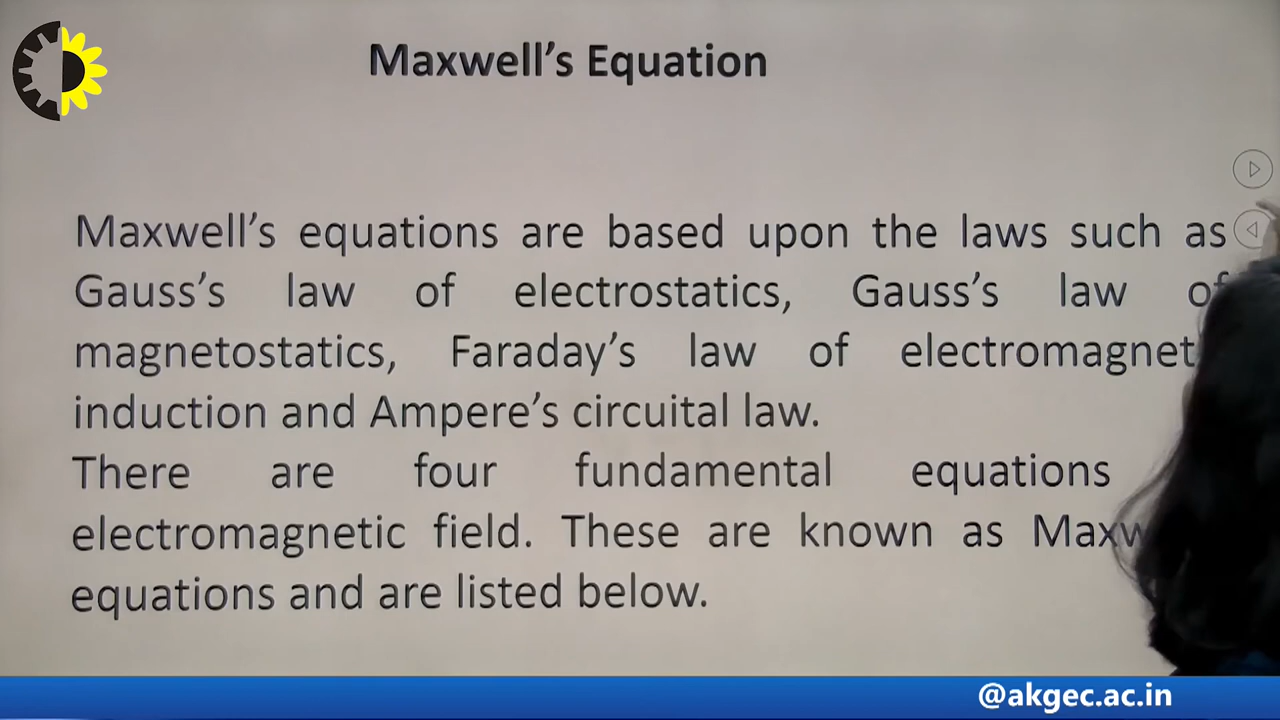 Maxwell's Equation
Maxwell's equations are based upon the laws such as
Gauss's law of electrostatics, Gauss's law of
magnetostatics, Faraday's law of electromagnet
induction and Ampere's circuital law.
There are four fundamental equations
electromagnetic field. These are known as Maxw
equations and are listed below.
@akgec.ac.in